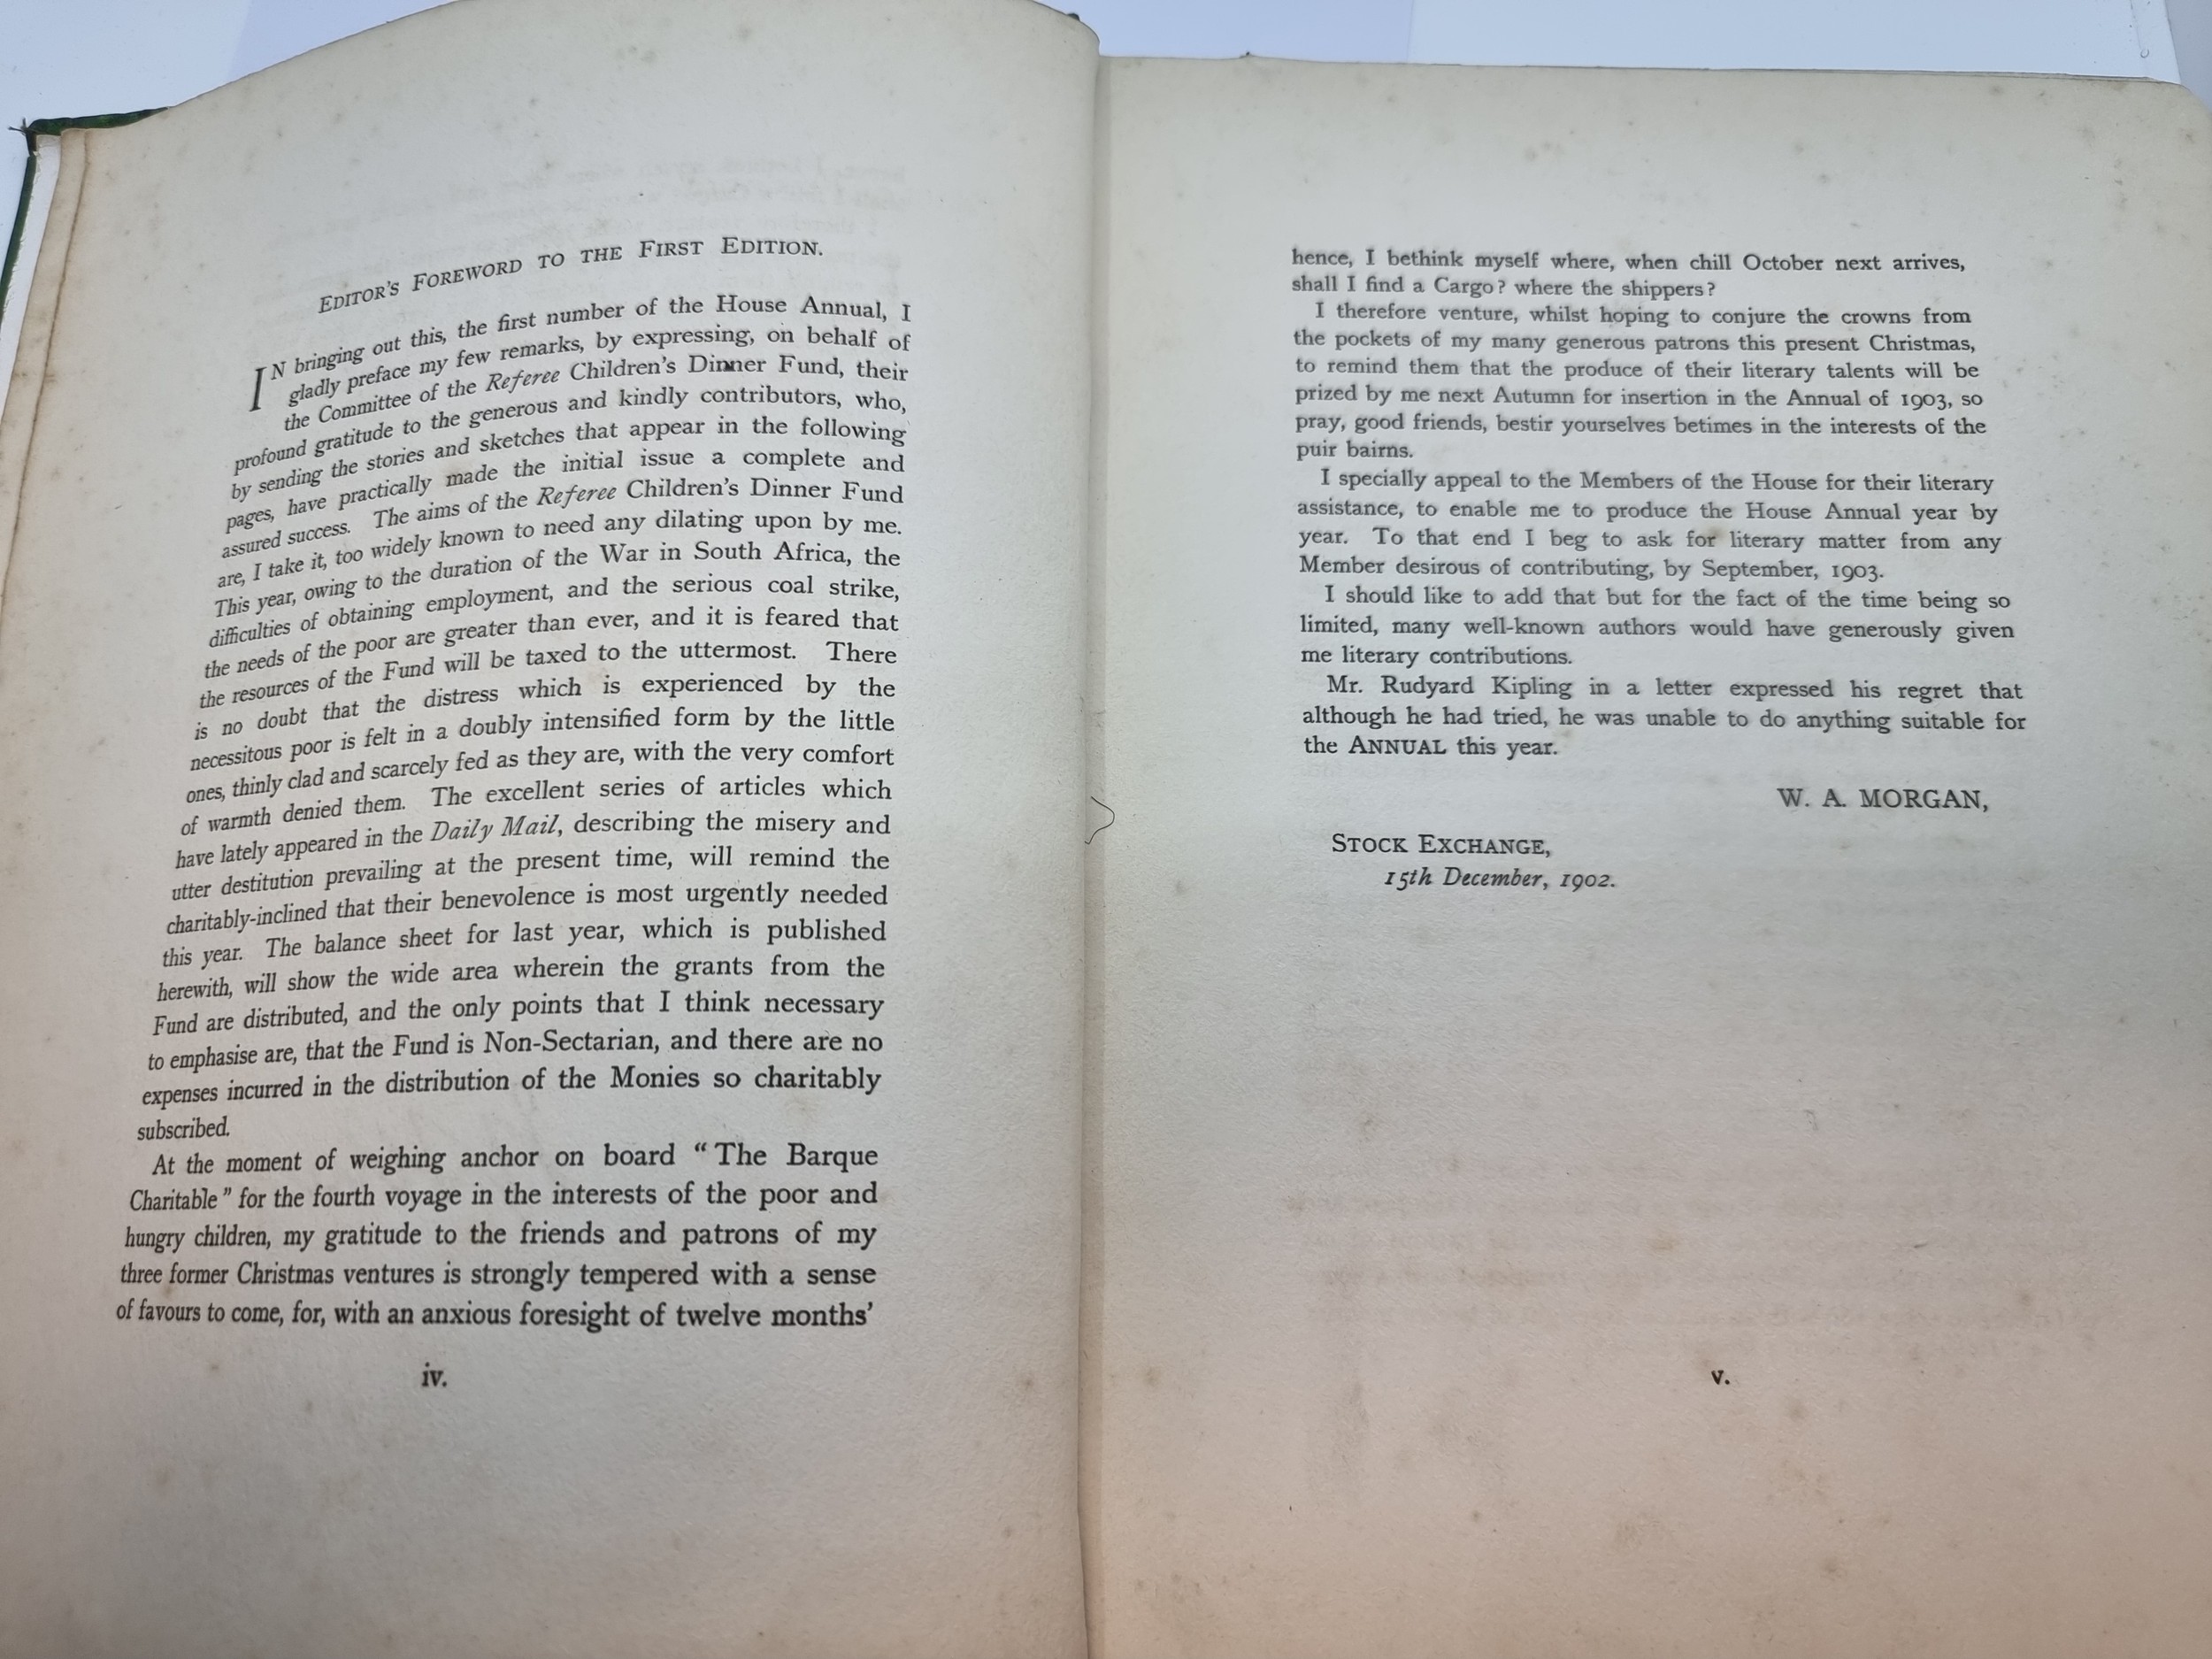 EDITOR'S FOREWORD TO THE FIRST EDITION.
IN bringing out this, the first number of the House Annual, I
gladly preface my few remarks, by expressing, on behalf of
the Committee of the Referee Children's Dinner Fund, their
profound gratitude to the generous and kindly contributors, who,
by sending the stories and sketches that appear in the following
pages, have practically made the initial issue a complete and
assured success. The aims of the Referee Children's Dinner Fund
are, I take it, too widely known to need any dilating upon by me.
This year, owing to the duration of the War in South Africa, the
difficulties of obtaining employment, and the serious coal strike,
the needs of the poor are greater than ever, and it is feared that
the resources of the Fund will be taxed to the uttermost. There
is no doubt that the distress which is experienced by the
necessitous poor is felt in a doubly intensified form by the little
ones, thinly clad and scarcely fed as they are, with the very comfort
of warmth denied them. The excellent series of articles which
have lately appeared in the Daily Mail, describing the misery and
utter destitution prevailing at the present time, will remind the
charitably-inclined that their benevolence is most urgently needed
this year. The balance sheet for last year, which is published
herewith, will show the wide area wherein the grants from the
Fund are distributed, and the only points that I think necessary
to emphasise are, that the Fund is Non-Sectarian, and there are no
expenses incurred in the distribution of the Monies so charitably
subscribed.
At the moment of weighing anchor on board "The Barque
Charitable" for the fourth voyage in the interests of the poor and
hungry children, my gratitude to the friends and patrons of my
three former Christmas ventures is strongly tempered with a sense
of favours to come, for, with an anxious foresight of twelve months'
iv.
hence, I bethink myself where, when chill October next arrives,
shall I find a Cargo? where the shippers?
I therefore venture, whilst hoping to conjure the crowns from
the pockets of my many generous patrons this present Christmas,
to remind them that the produce of their literary talents will be
prized by me next Autumn for insertion in the Annual of 1903, so
pray, good friends, bestir yourselves betimes in the interests of the
puir bairns.
I specially appeal to the Members of the House for their literary
assistance, to enable me to produce the House Annual year by
year. To that end I beg to ask for literary matter from any
Member desirous of contributing, by September, 1903.
I should like to add that but for the fact of the time being so
limited, many well-known authors would have generously given
me literary contributions.
Mr. Rudyard Kipling in a letter expressed his regret that
although he had tried, he was unable to do anything suitable for
the ANNUAL this year.
W. A. MORGAN,
STOCK EXCHANGE,
15th December, 1902.
v.